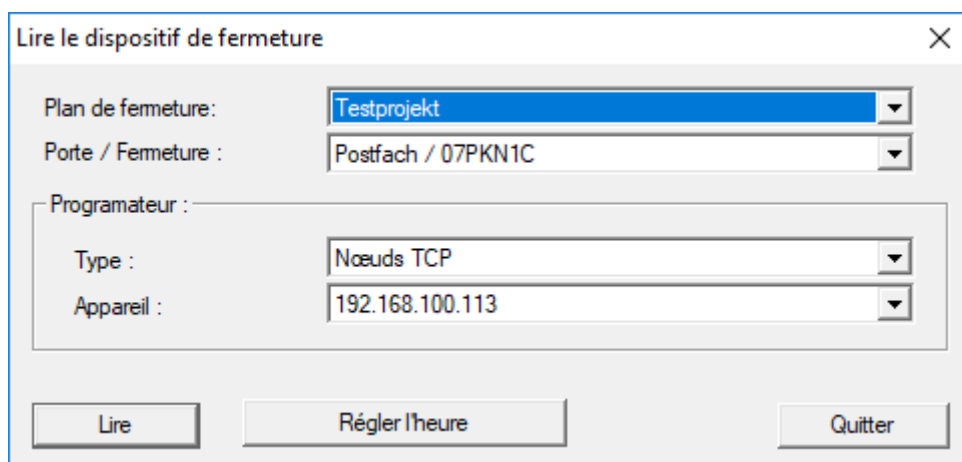 Lire le dispositif de fermeture
Plan de fermeture: Testprojekt
Porte / Fermeture : Postfach / 07PKN1C
Programateur :
Type : Nœuds TCP
Appareil : 192.168.100.113
Lire Régler l'heure Quitter